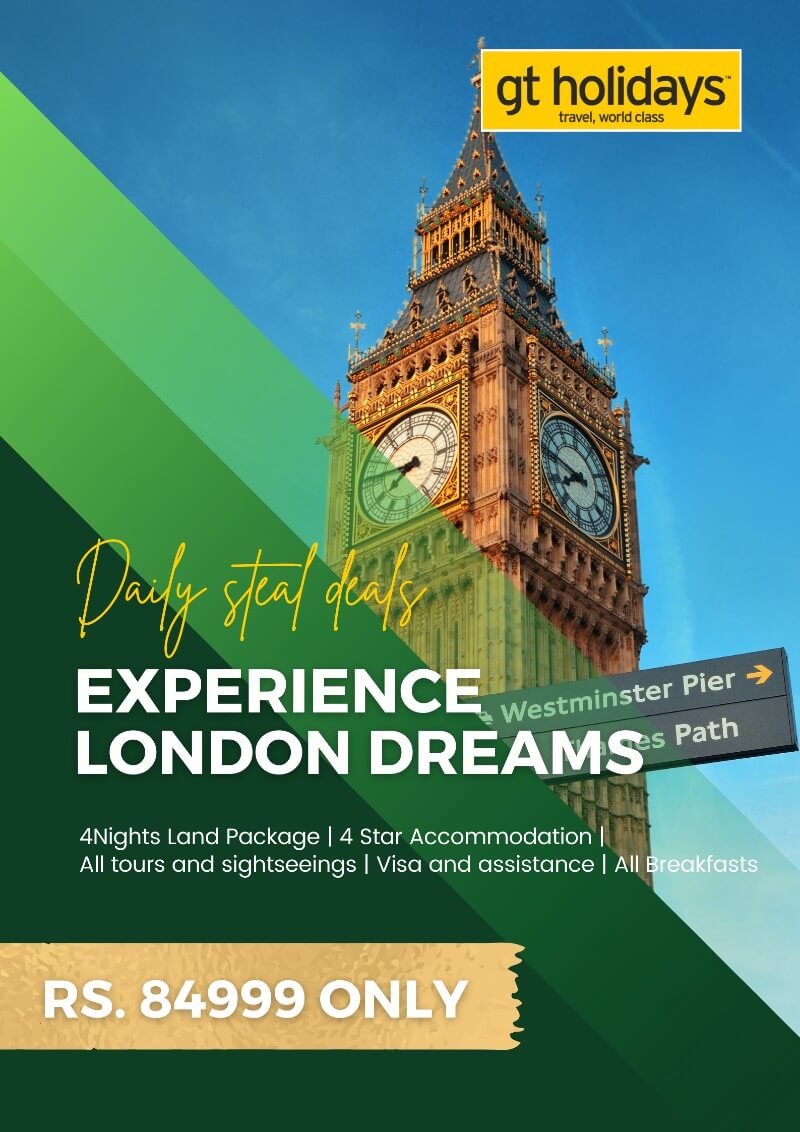 gt holidays™
travel, world class
Daily steal deals
EXPERIENCE
LONDON DREAMS
Westminster Pier →
Path
4Nights Land Package | 4 Star Accommodation |
All tours and sightseeings | Visa and assistance | All Breakfasts
RS. 84999 ONLY